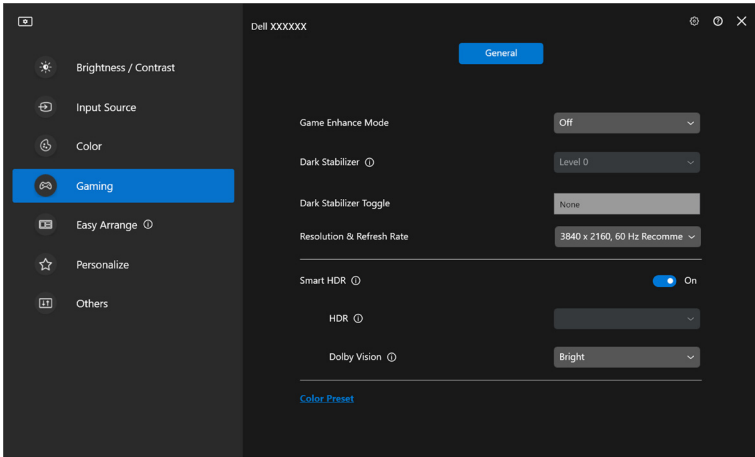 Dell XXXXXX
General
Brightness / Contrast
Input Source
Color
Gaming
Easy Arrange
Personalize
Others
Game Enhance Mode
Off
Dark Stabilizer
Level 0
Dark Stabilizer Toggle
None
Resolution & Refresh Rate
3840 x 2160, 60 Hz Recomme
Smart HDR
On
HDR
Dolby Vision
Bright
Color Preset